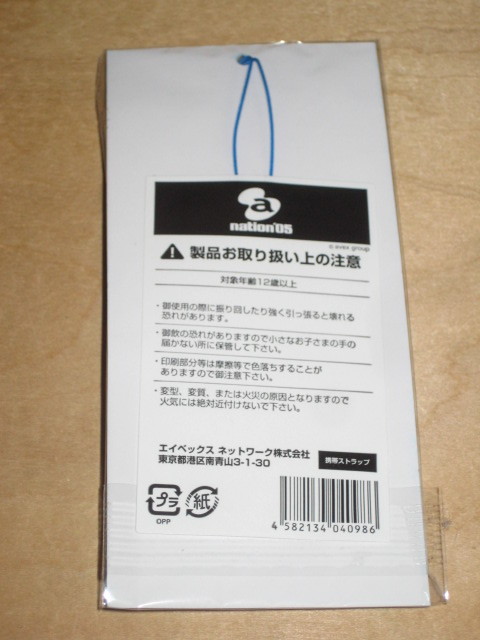 a
nation'05
© avex group
製品お取り扱い上の注意
対象年齢12歳以上
・御使用の際に振り回したり強く引っ張ると壊れる
恐れがあります。
・御飲の恐れがありますので小さなお子さまの手の
届かない所に保管して下さい。
・印刷部分等は摩擦等で色落ちすることが
ありますので御注意下さい。
・変型、変質、または火災の原因となりますので
火気には絶対近付けないで下さい。
エイベックス ネットワーク株式会社
東京都港区南青山3-1-30
携帯ストラップ
プラ
紙
OPP
4 582134 040986